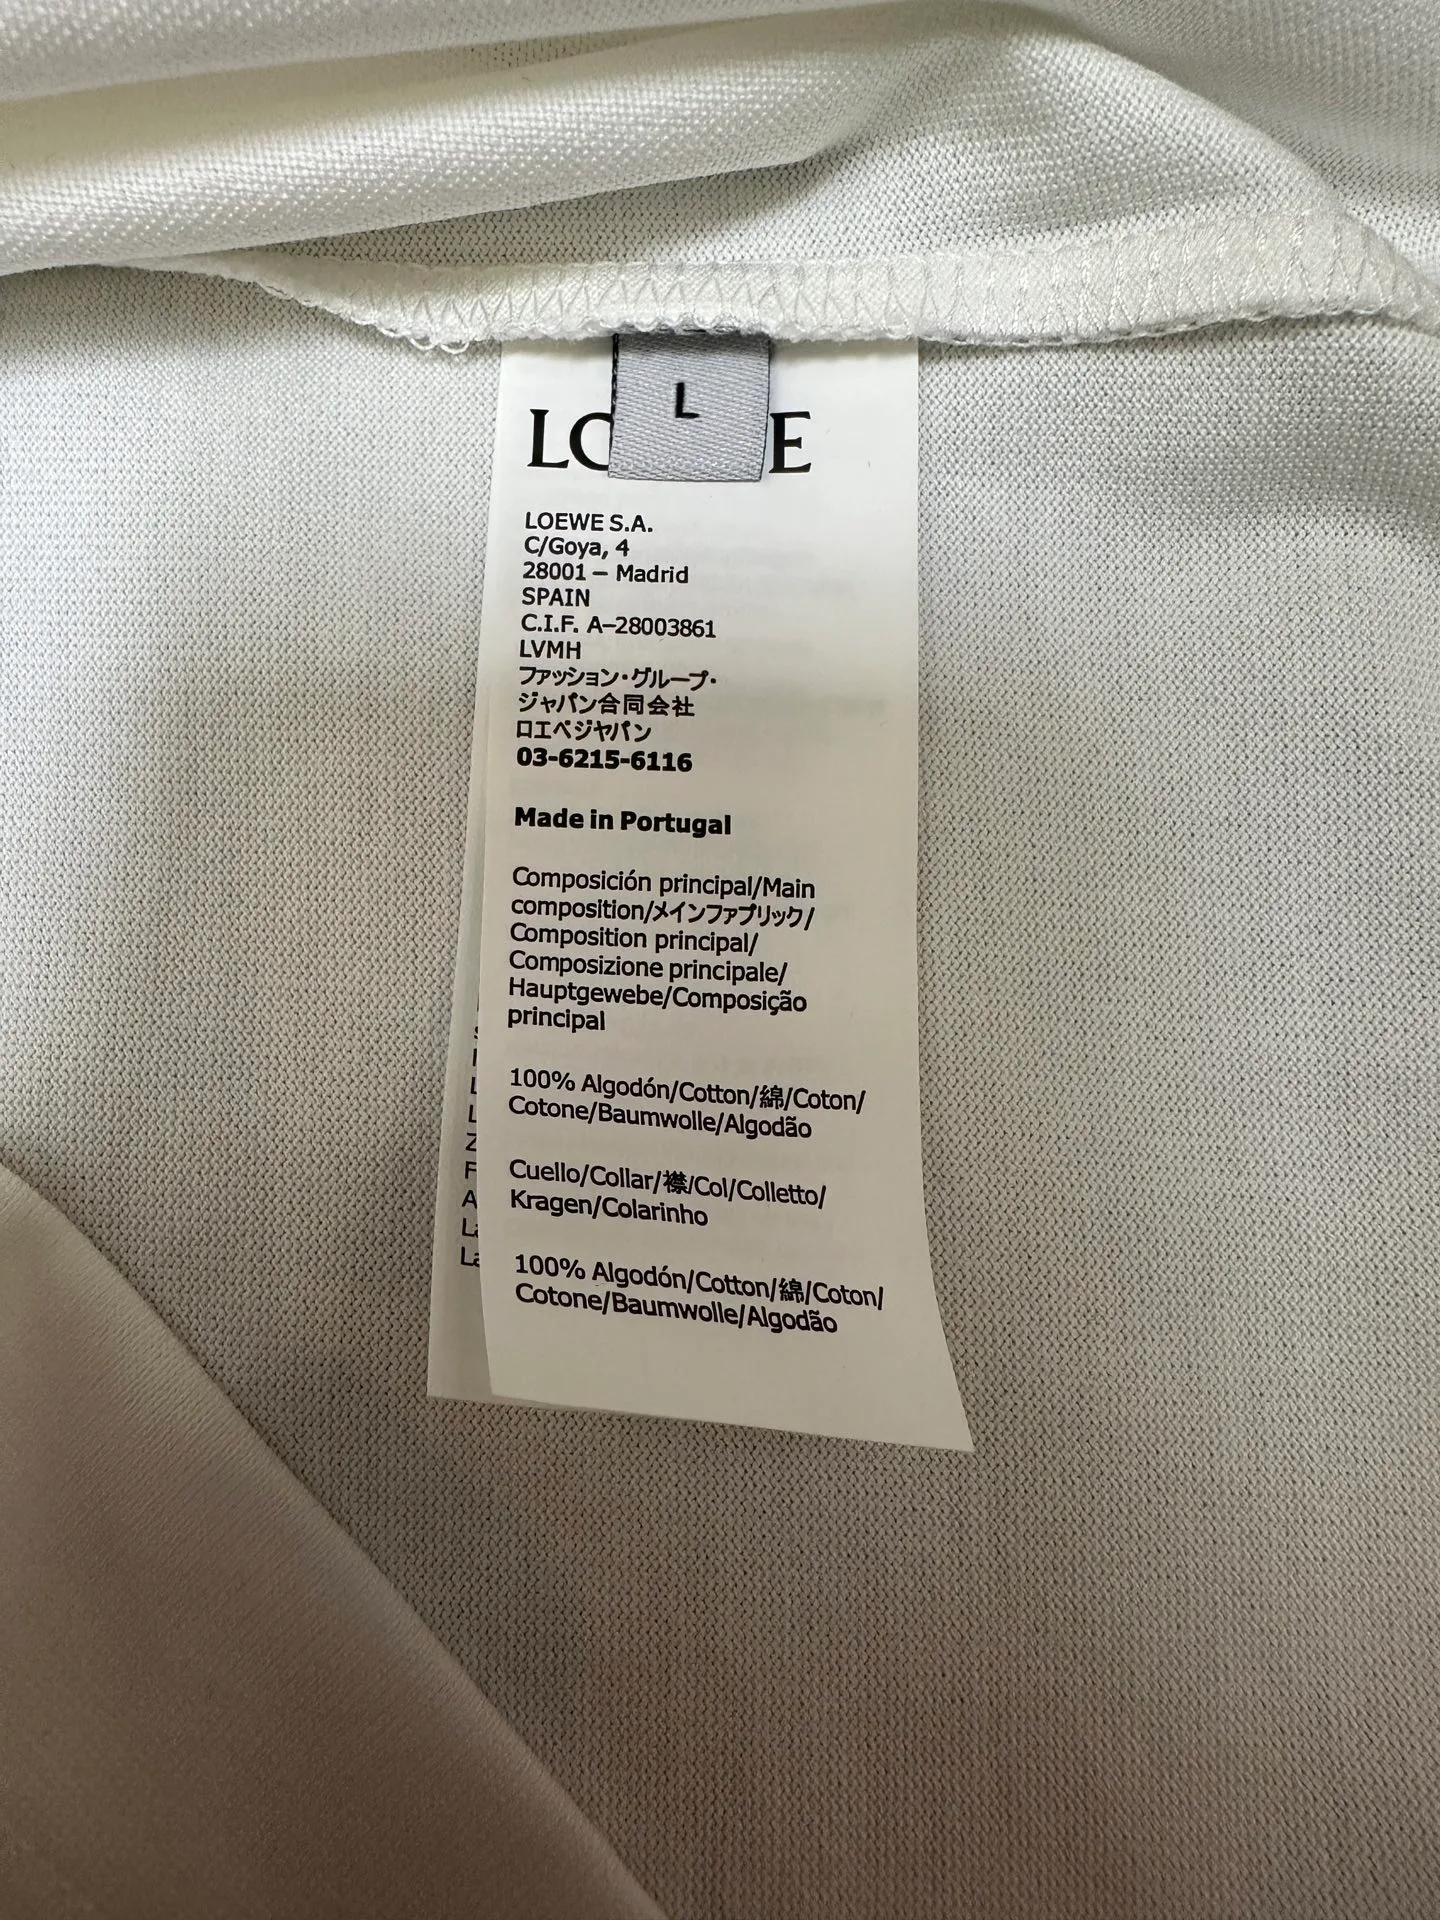 L
LOEWE S.A.
C/Goya, 4
28001 – Madrid
SPAIN
C.I.F. A–28003861
LVMH
ファッション・グループ・
ジャパン合同会社
ロエベジャパン
03-6215-6116
Made in Portugal
Composición principal/Main
composition/メインファブリック/
Composition principal/
Composizione principale/
Hauptgewebe/Composição
principal
100% Algodón/Cotton/綿/Coton/
Cotone/Baumwolle/Algodão
Cuello/Collar/襟/Col/Colletto/
Kragen/Colarinho
100% Algodón/Cotton/綿/Coton/
Cotone/Baumwolle/Algodão